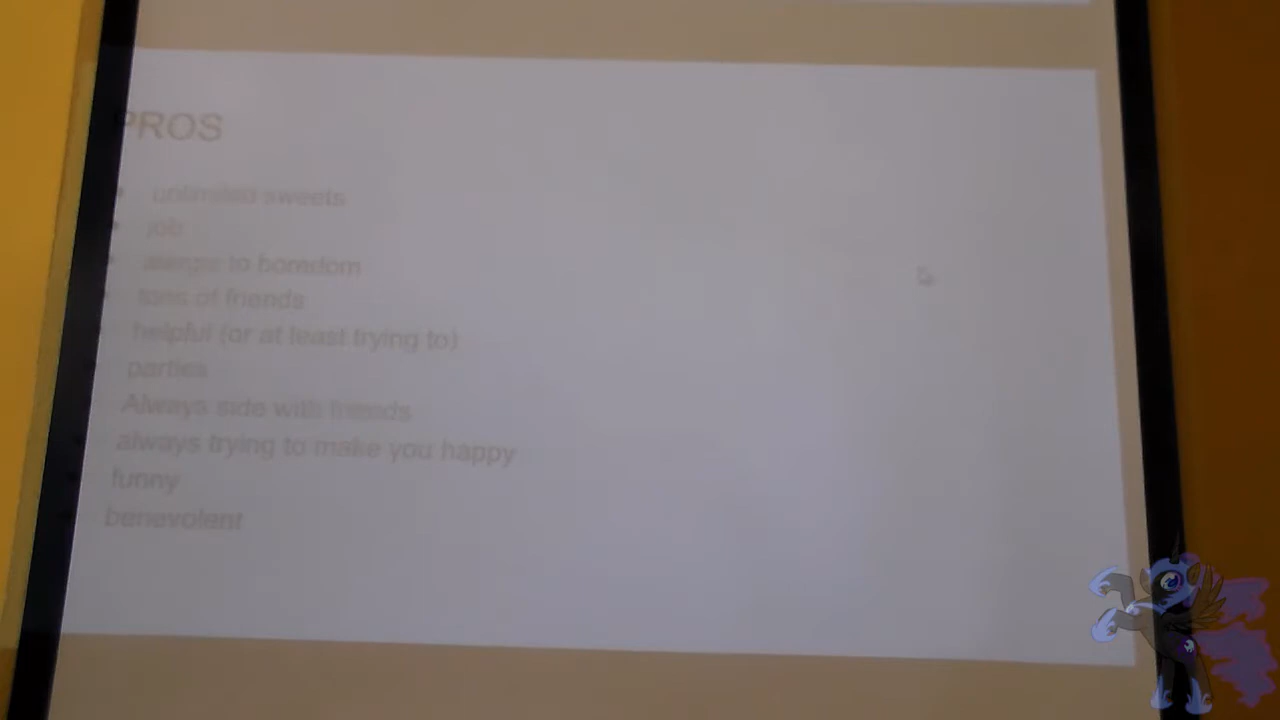 PROS
unlimited sweets
job
allergic to boredom
tons of friends
helpful (or at least trying to)
parties
Always side with friends
always trying to make you happy
funny
benevolent